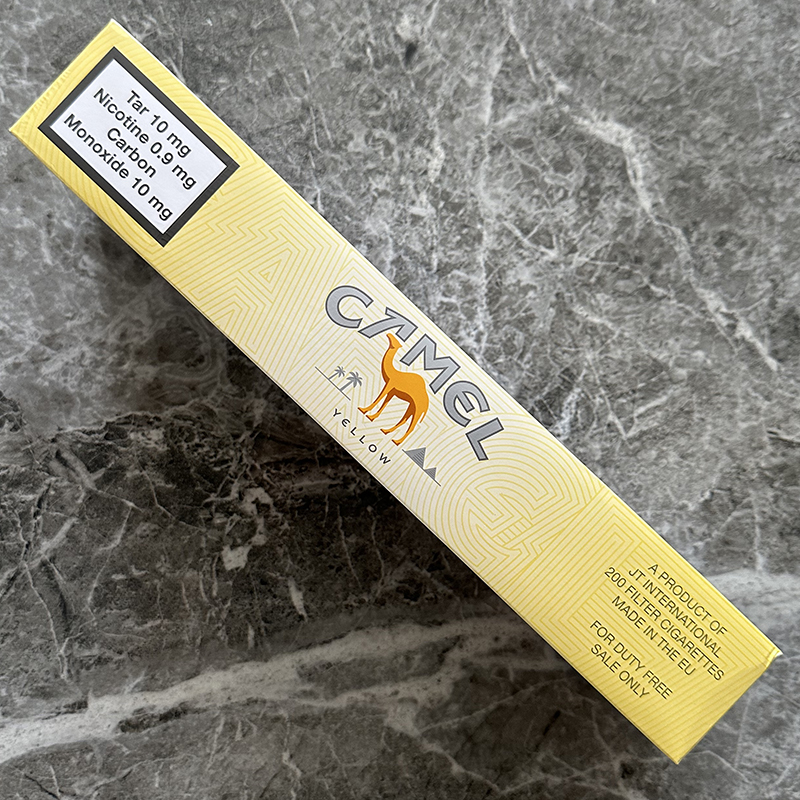 Tar 10 mg
Nicotine 0.9 mg
Carbon
Monoxide 10 mg
CAMEL
YELLOW
A PRODUCT OF
JT INTERNATIONAL
200 FILTER CIGARETTES
MADE IN THE EU
FOR DUTY FREE
SALE ONLY